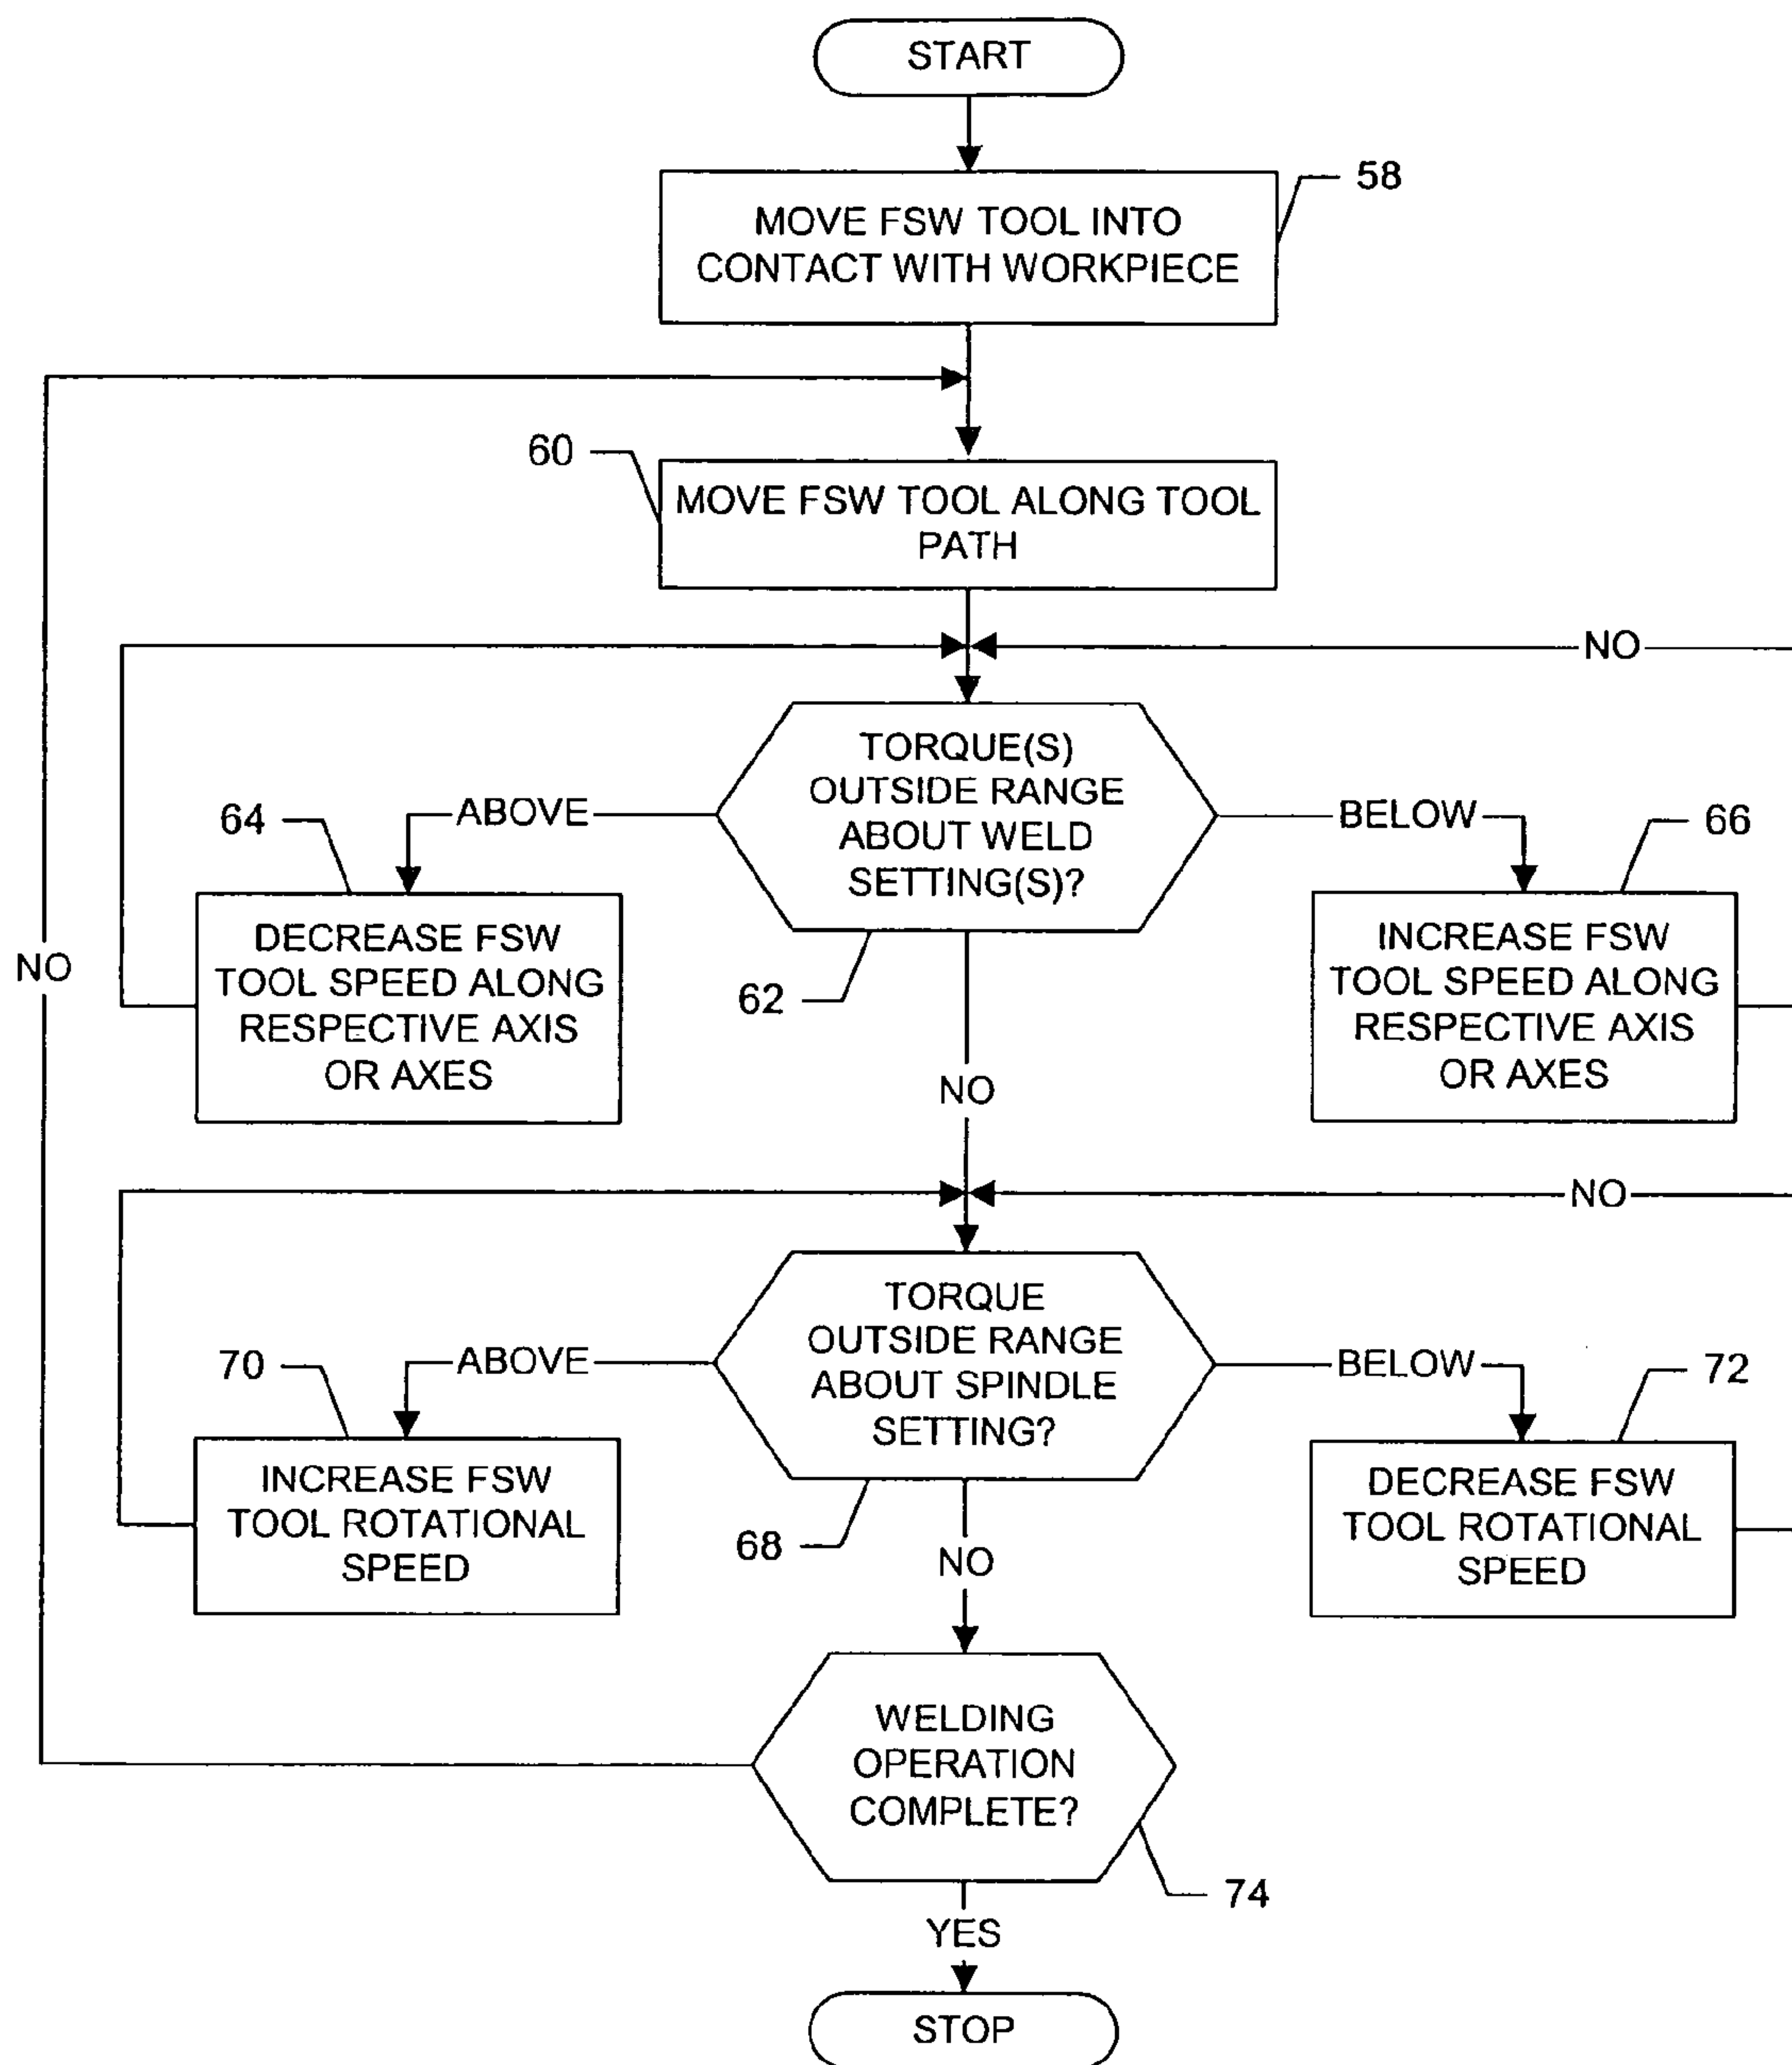 START
58
MOVE FSW TOOL INTO
CONTACT WITH WORKPIECE
60
MOVE FSW TOOL ALONG TOOL
PATH
NO
TORQUE(S)
OUTSIDE RANGE
ABOUT WELD
SETTING(S)?
64
ABOVE
BELOW
66
DECREASE FSW
TOOL SPEED ALONG
RESPECTIVE AXIS
OR AXES
INCREASE FSW
TOOL SPEED ALONG
RESPECTIVE AXIS
OR AXES
NO
62
NO
NO
TORQUE
OUTSIDE RANGE
ABOUT SPINDLE
SETTING?
70
ABOVE
BELOW
72
INCREASE FSW
TOOL ROTATIONAL
SPEED
DECREASE FSW
TOOL ROTATIONAL
SPEED
68
NO
WELDING
OPERATION
COMPLETE?
74
YES
STOP